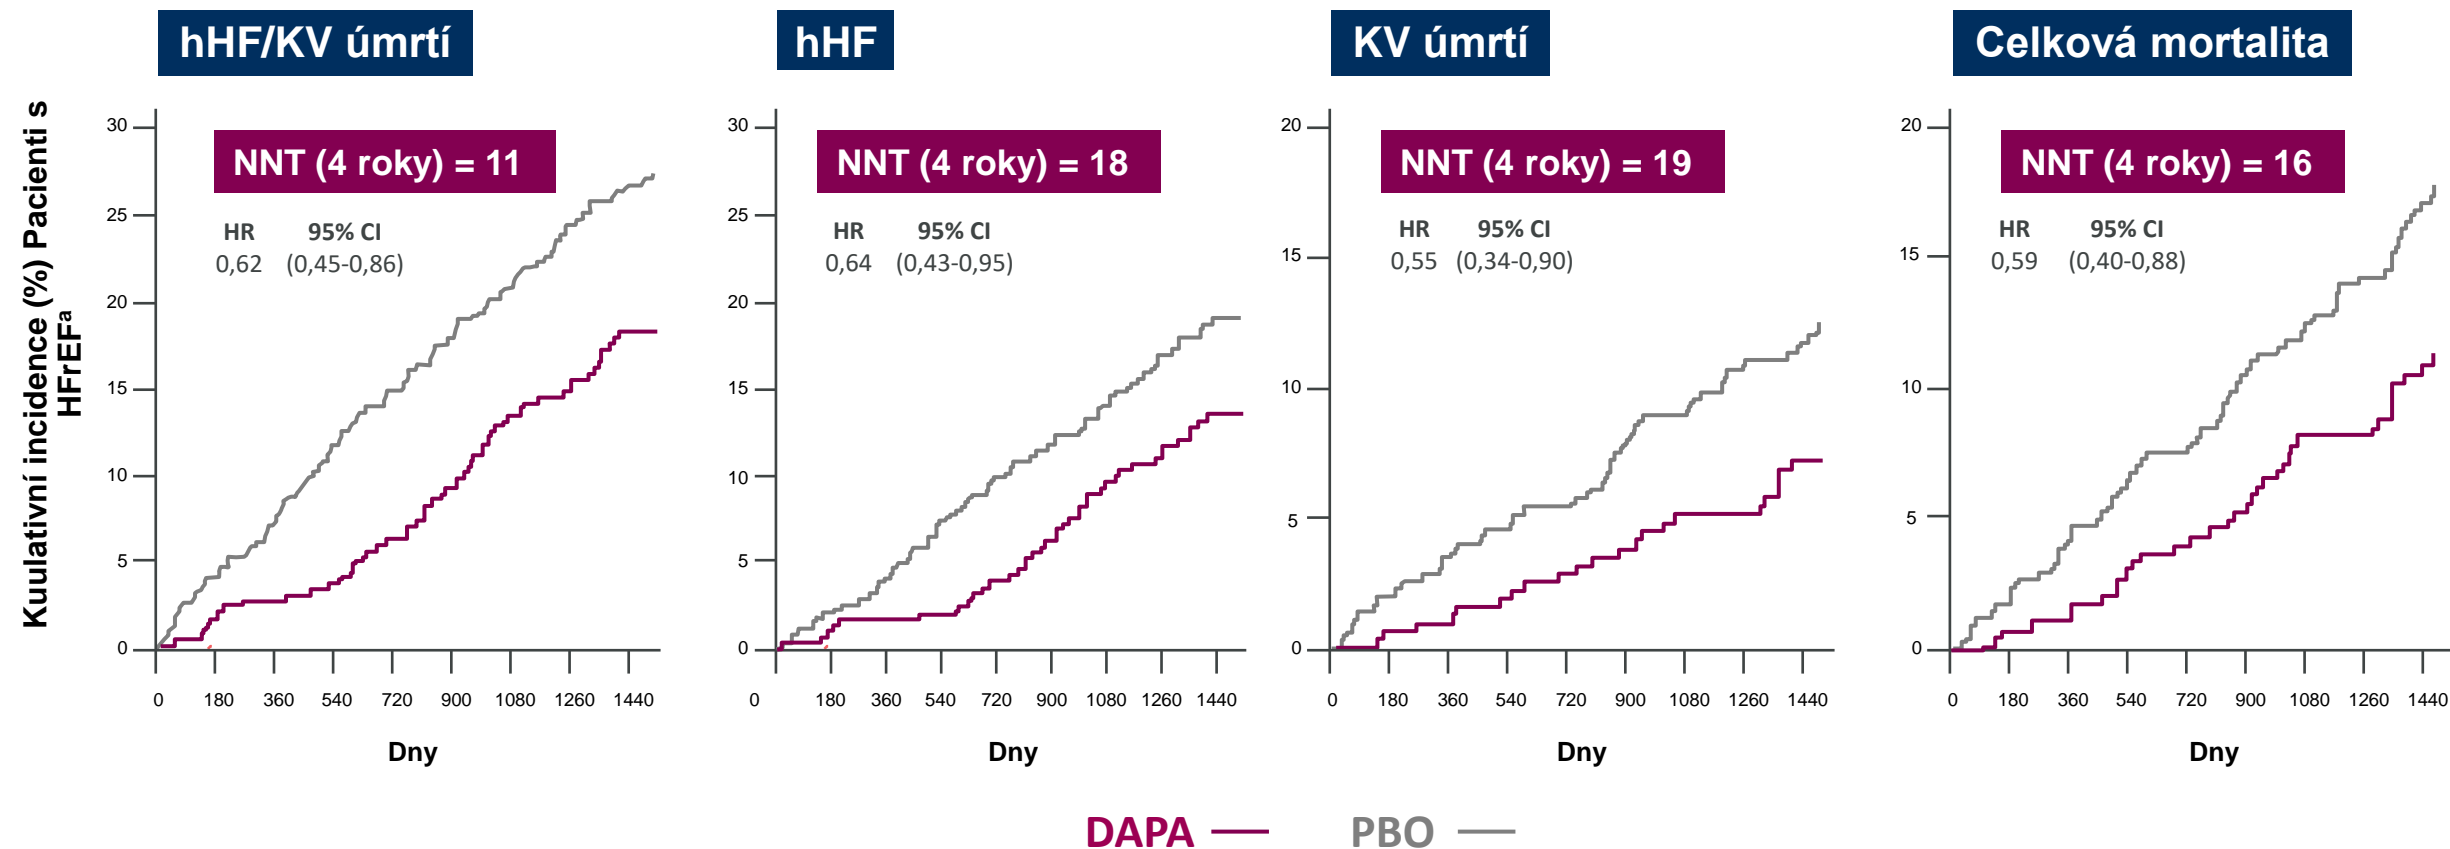 hHF/KV úmrtí
hHF
KV úmrtí
Celková mortalita
Kuulativní incidence (%) Pacienti s
HFrEFᵃ
30
25
20
15
10
5
0
NNT (4 roky) = 11
HR 95% CI
0,62 (0,45-0,86)
0 180 360 540 720 900 1080 1260 1440
Dny
30
25
20
15
10
5
0
NNT (4 roky) = 18
HR 95% CI
0,64 (0,43-0,95)
0 180 360 540 720 900 1080 1260 1440
Dny
20
15
10
5
0
NNT (4 roky) = 19
HR 95% CI
0,55 (0,34-0,90)
0 180 360 540 720 900 1080 1260 1440
Dny
20
15
10
5
0
NNT (4 roky) = 16
HR 95% CI
0,59 (0,40-0,88)
0 180 360 540 720 900 1080 1260 1440
Dny
DAPA
PBO